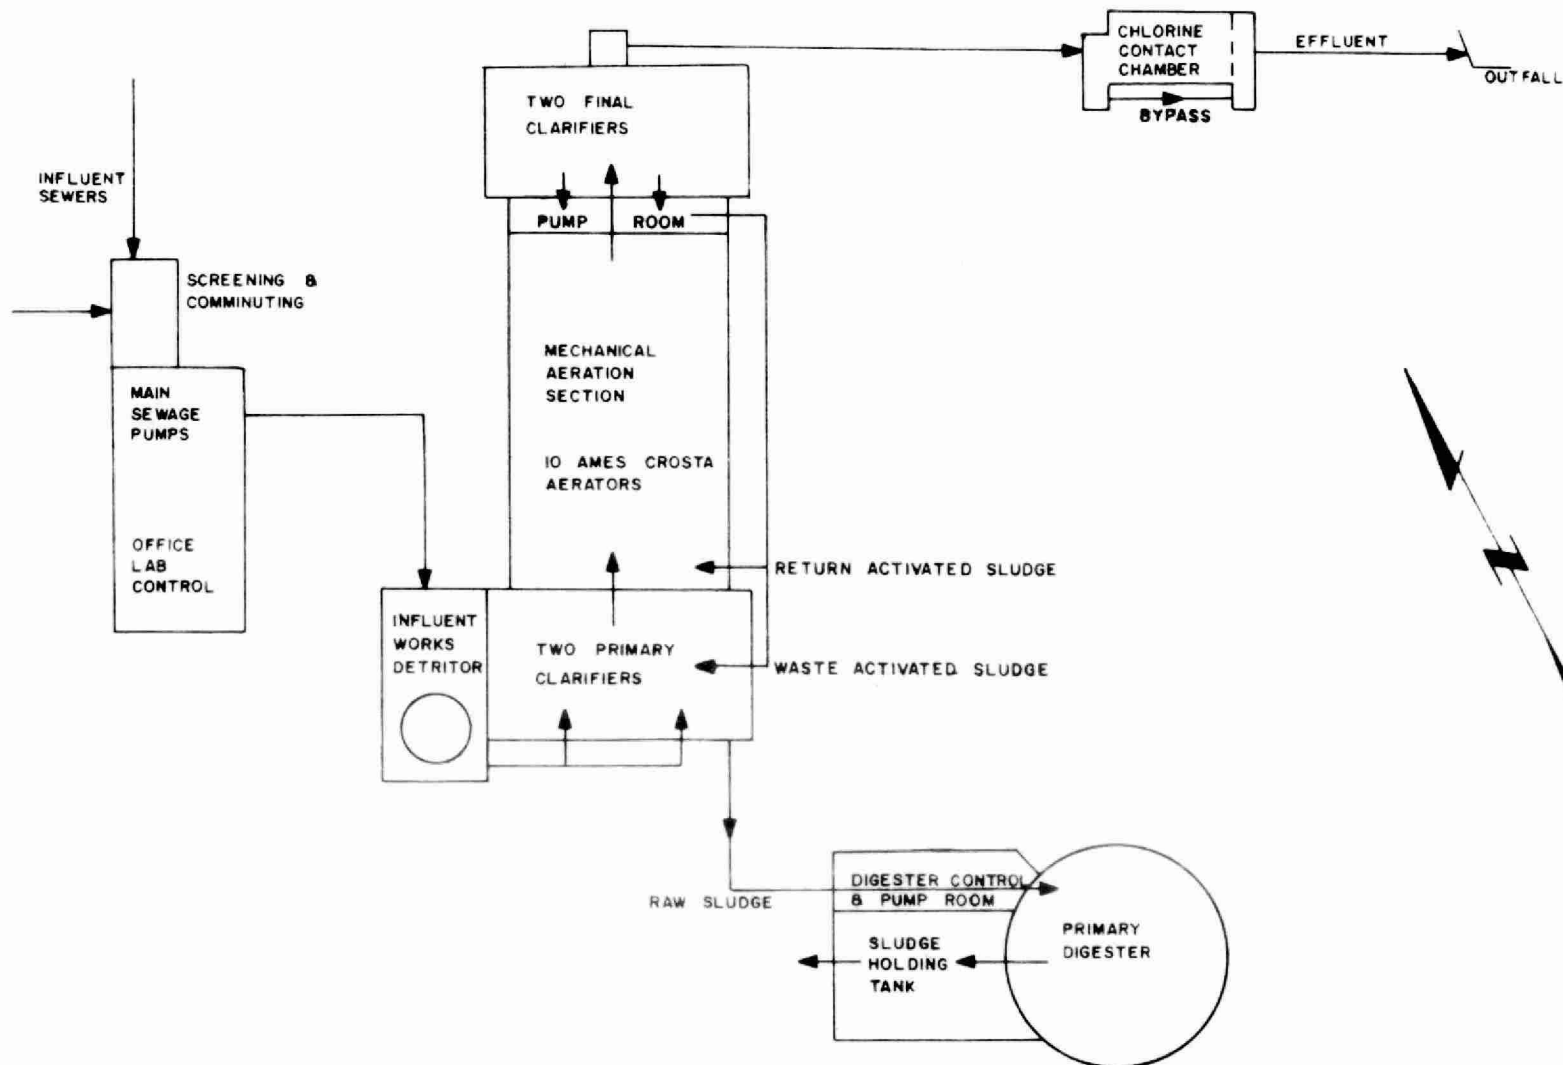 CHLORINE
CONTACT
CHAMBER
BYPASS
EFFLUENT
OUTFALL
TWO FINAL
CLARIFIERS
PUMP ROOM
INFLUENT
SEWERS
SCREENING &
COMMINUTING
MAIN
SEWAGE
PUMPS
OFFICE
LAB
CONTROL
MECHANICAL
AERATION
SECTION
10 AMES CROSTA
AERATORS
RETURN ACTIVATED SLUDGE
INFLUENT
WORKS
DETRITOR
TWO PRIMARY
CLARIFIERS
WASTE ACTIVATED SLUDGE
RAW SLUDGE
DIGESTER CONTROL
& PUMP ROOM
SLUDGE
HOLDING
TANK
PRIMARY
DIGESTER